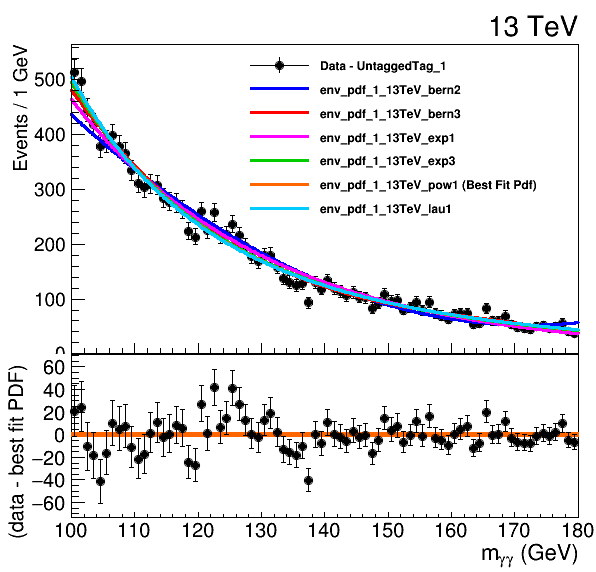 13 TeV
Events / 1 GeV
500
400
300
200
100
0
Data - UntaggedTag_1
env_pdf_1_13TeV_bern2
env_pdf_1_13TeV_bern3
env_pdf_1_13TeV_exp1
env_pdf_1_13TeV_exp3
env_pdf_1_13TeV_pow1 (Best Fit Pdf)
env_pdf_1_13TeV_lau1
(data - best fit PDF)
60
40
20
0
−20
−40
−60
100 110 120 130 140 150 160 170 180
mγγ (GeV)